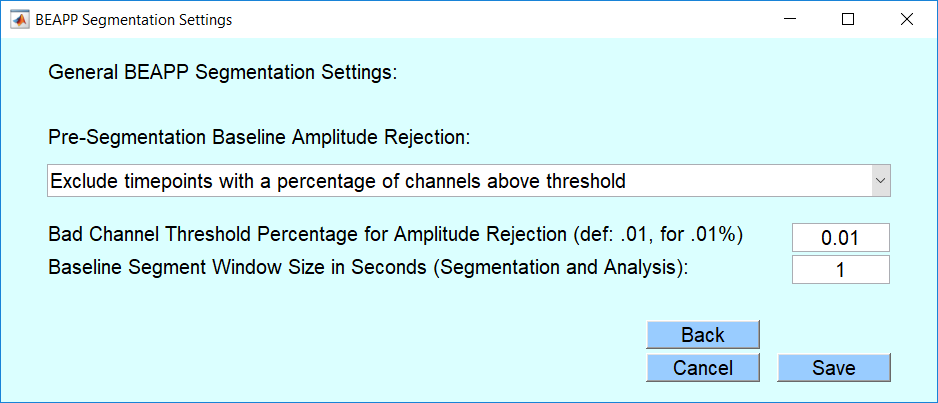 BEAPP Segmentation Settings
General BEAPP Segmentation Settings:
Pre-Segmentation Baseline Amplitude Rejection:
Exclude timepoints with a percentage of channels above threshold
Bad Channel Threshold Percentage for Amplitude Rejection (def: .01, for .01%) 0.01
Baseline Segment Window Size in Seconds (Segmentation and Analysis): 1
Back
Cancel Save